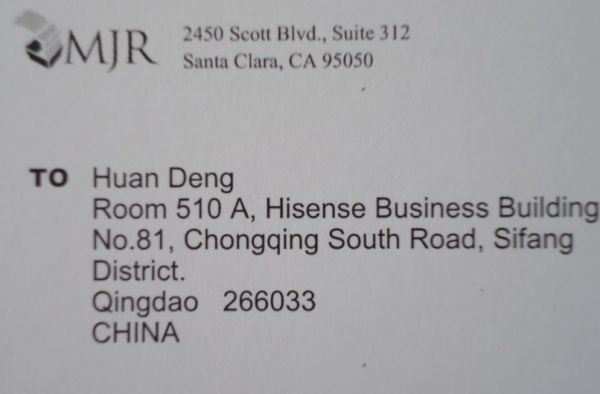 MJR
2450 Scott Blvd., Suite 312
Santa Clara, CA 95050
TO Huan Deng
Room 510 A, Hisense Business Building
No.81, Chongqing South Road, Sifang
District.
Qingdao 266033
CHINA